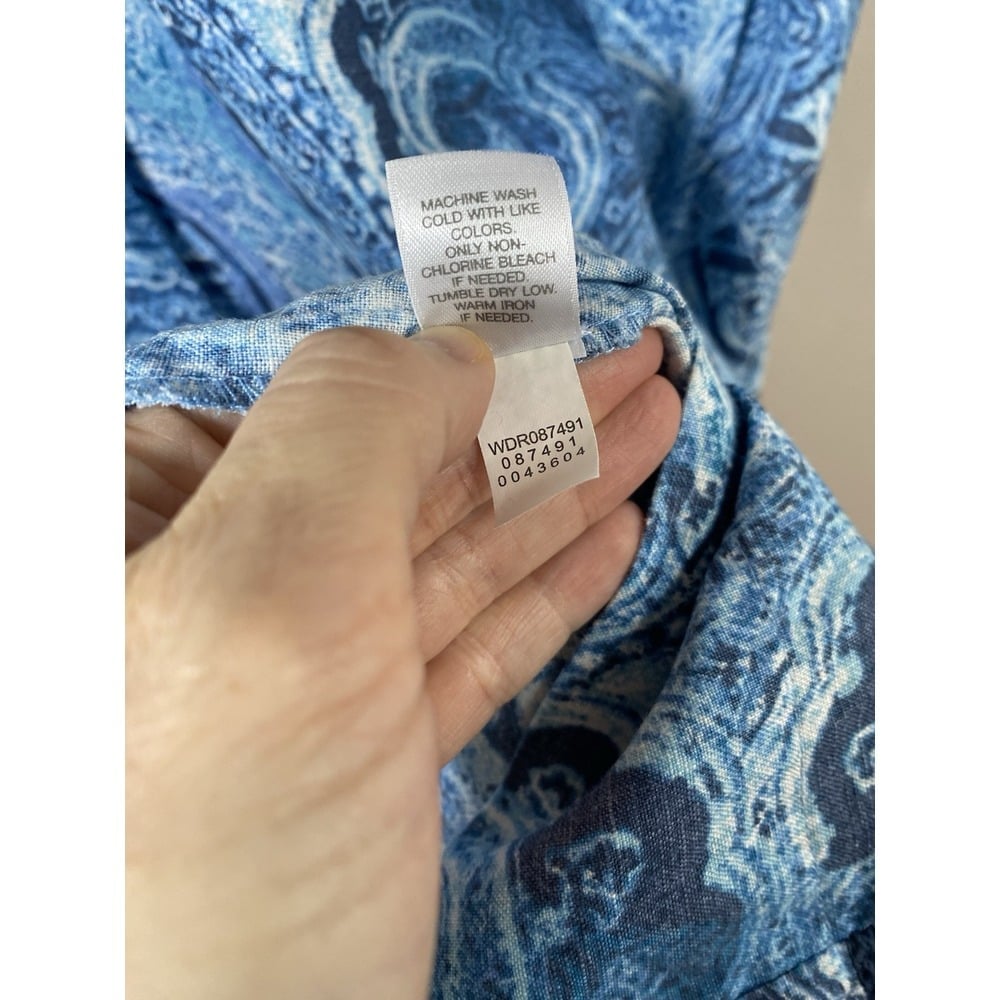 MACHINE WASH
COLD WITH LIKE
COLORS.
ONLY NON-
CHLORINE BLEACH
IF NEEDED.
TUMBLE DRY LOW.
WARM IRON
IF NEEDED.
WDR087491
087491
0043604